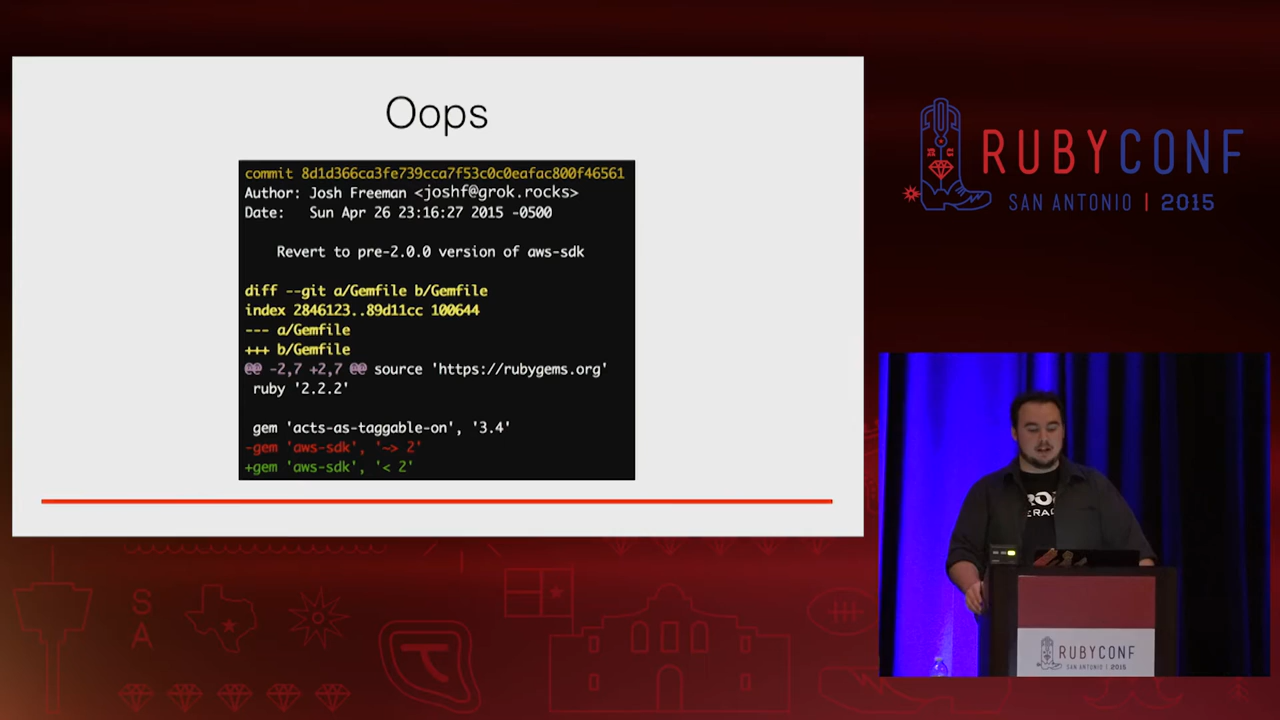 Oops
commit 8d1d366ca3fe739cca7f53c0c0eafac800f46561
Author: Josh Freeman <joshf@grok.rocks>
Date:   Sun Apr 26 23:16:27 2015 -0500
Revert to pre-2.0.0 version of aws-sdk
diff --git a/Gemfile b/Gemfile
index 2846123..89d11cc 100644
--- a/Gemfile
+++ b/Gemfile
@@ -2,7 +2,7 @@ source 'https://rubygems.org'
ruby '2.2.2'
gem 'acts-as-taggable-on', '3.4'
-gem 'aws-sdk', '~> 2'
+gem 'aws-sdk', '< 2'
RUBYCONF
SAN ANTONIO | 2015
RUBYCONF
SAN ANTONIO | 2015
S
A